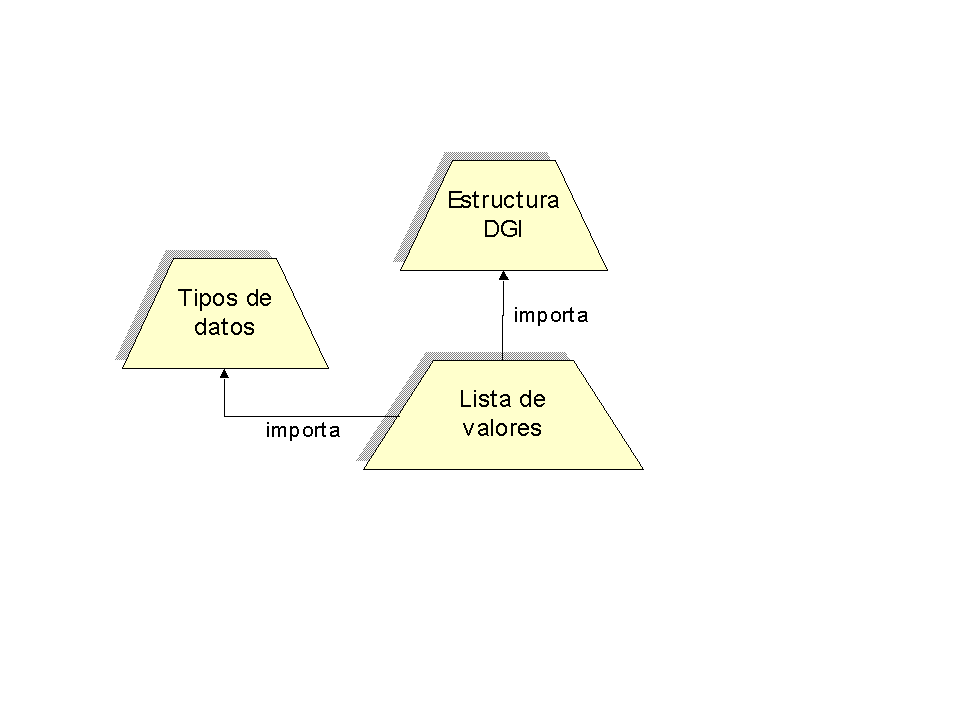 Estructura
DGI
Tipos de
datos
importa
Lista de
valores
importa